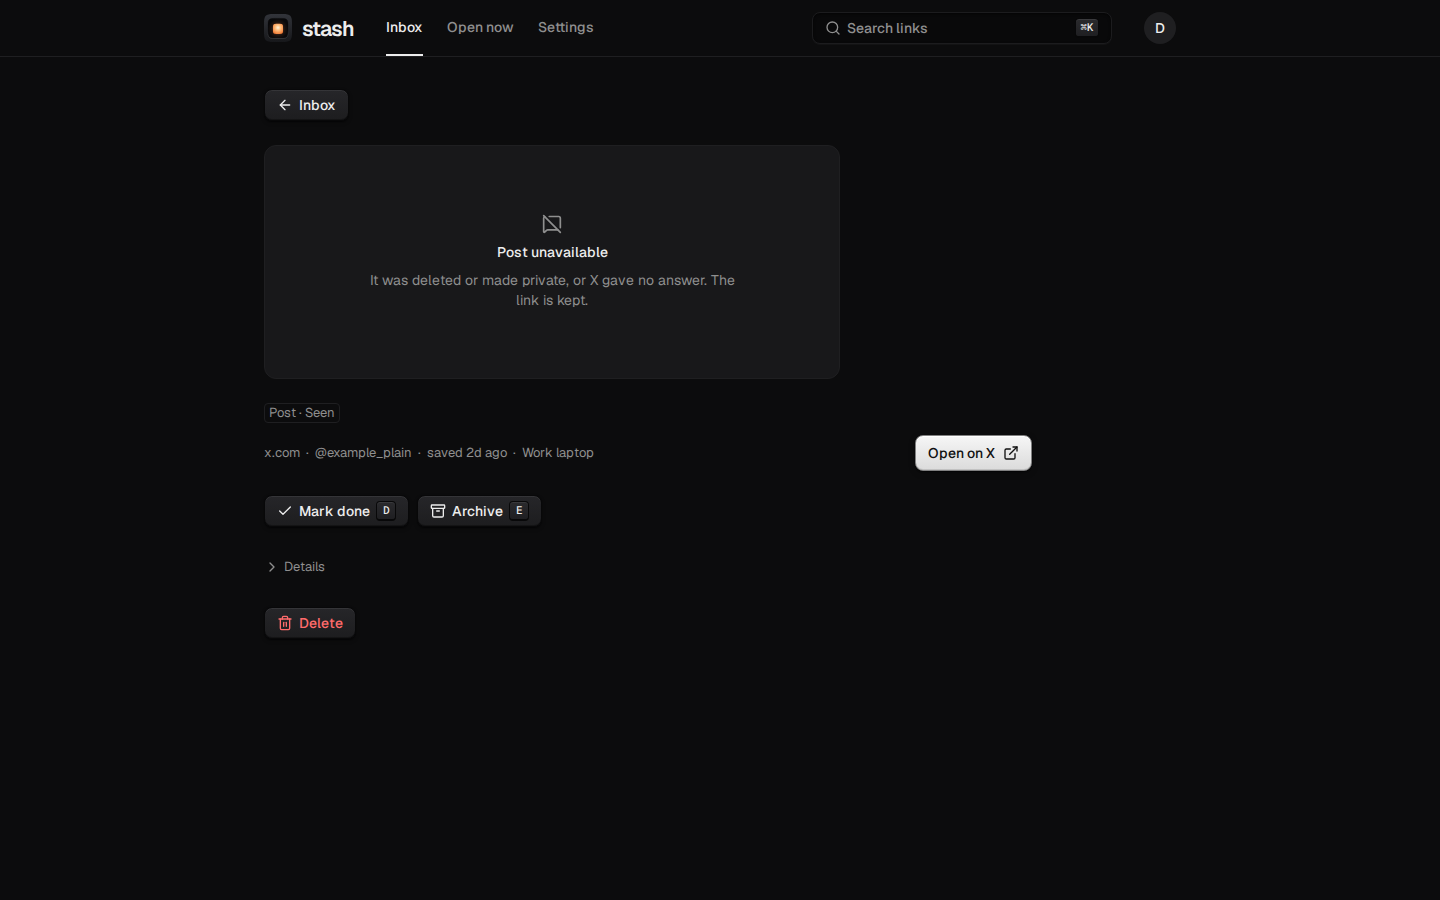 stash
Inbox
Open now
Settings
Search links
⌘K
D
Inbox
Post unavailable
It was deleted or made private, or X gave no answer. The
link is kept.
Post · Seen
x.com · @example_plain · saved 2d ago · Work laptop
Open on X
Mark done D
Archive E
Details
Delete